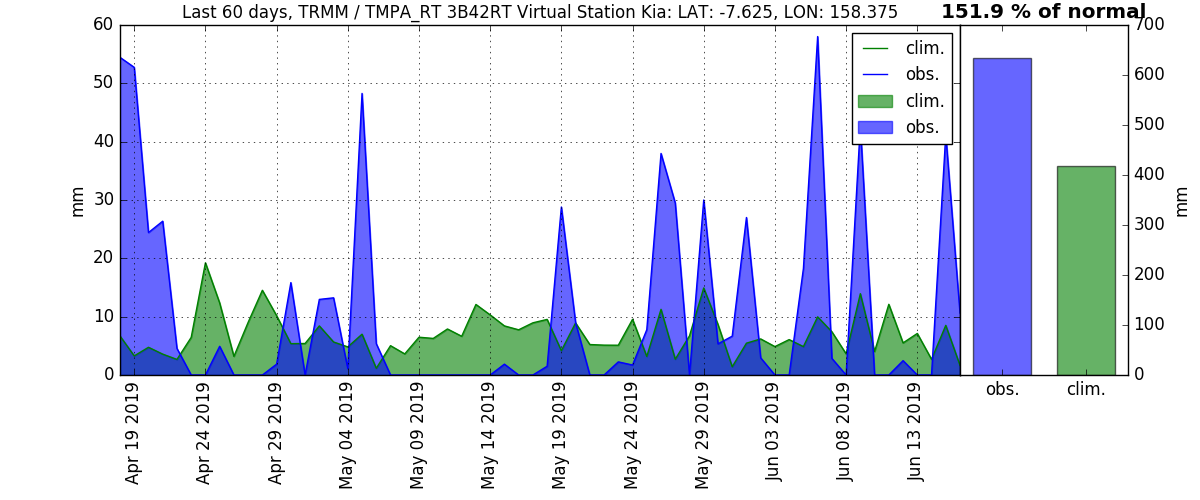 Last 60 days, TRMM / TMPA_RT 3B42RT Virtual Station Kia: LAT: -7.625, LON: 158.375
151.9 % of normal
60
50
40
30
20
10
0
mm
clim.
obs.
clim.
obs.
Apr 19 2019
Apr 24 2019
Apr 29 2019
May 04 2019
May 09 2019
May 14 2019
May 19 2019
May 24 2019
May 29 2019
Jun 03 2019
Jun 08 2019
Jun 13 2019
700
600
500
400
300
200
100
0
mm
obs.
clim.